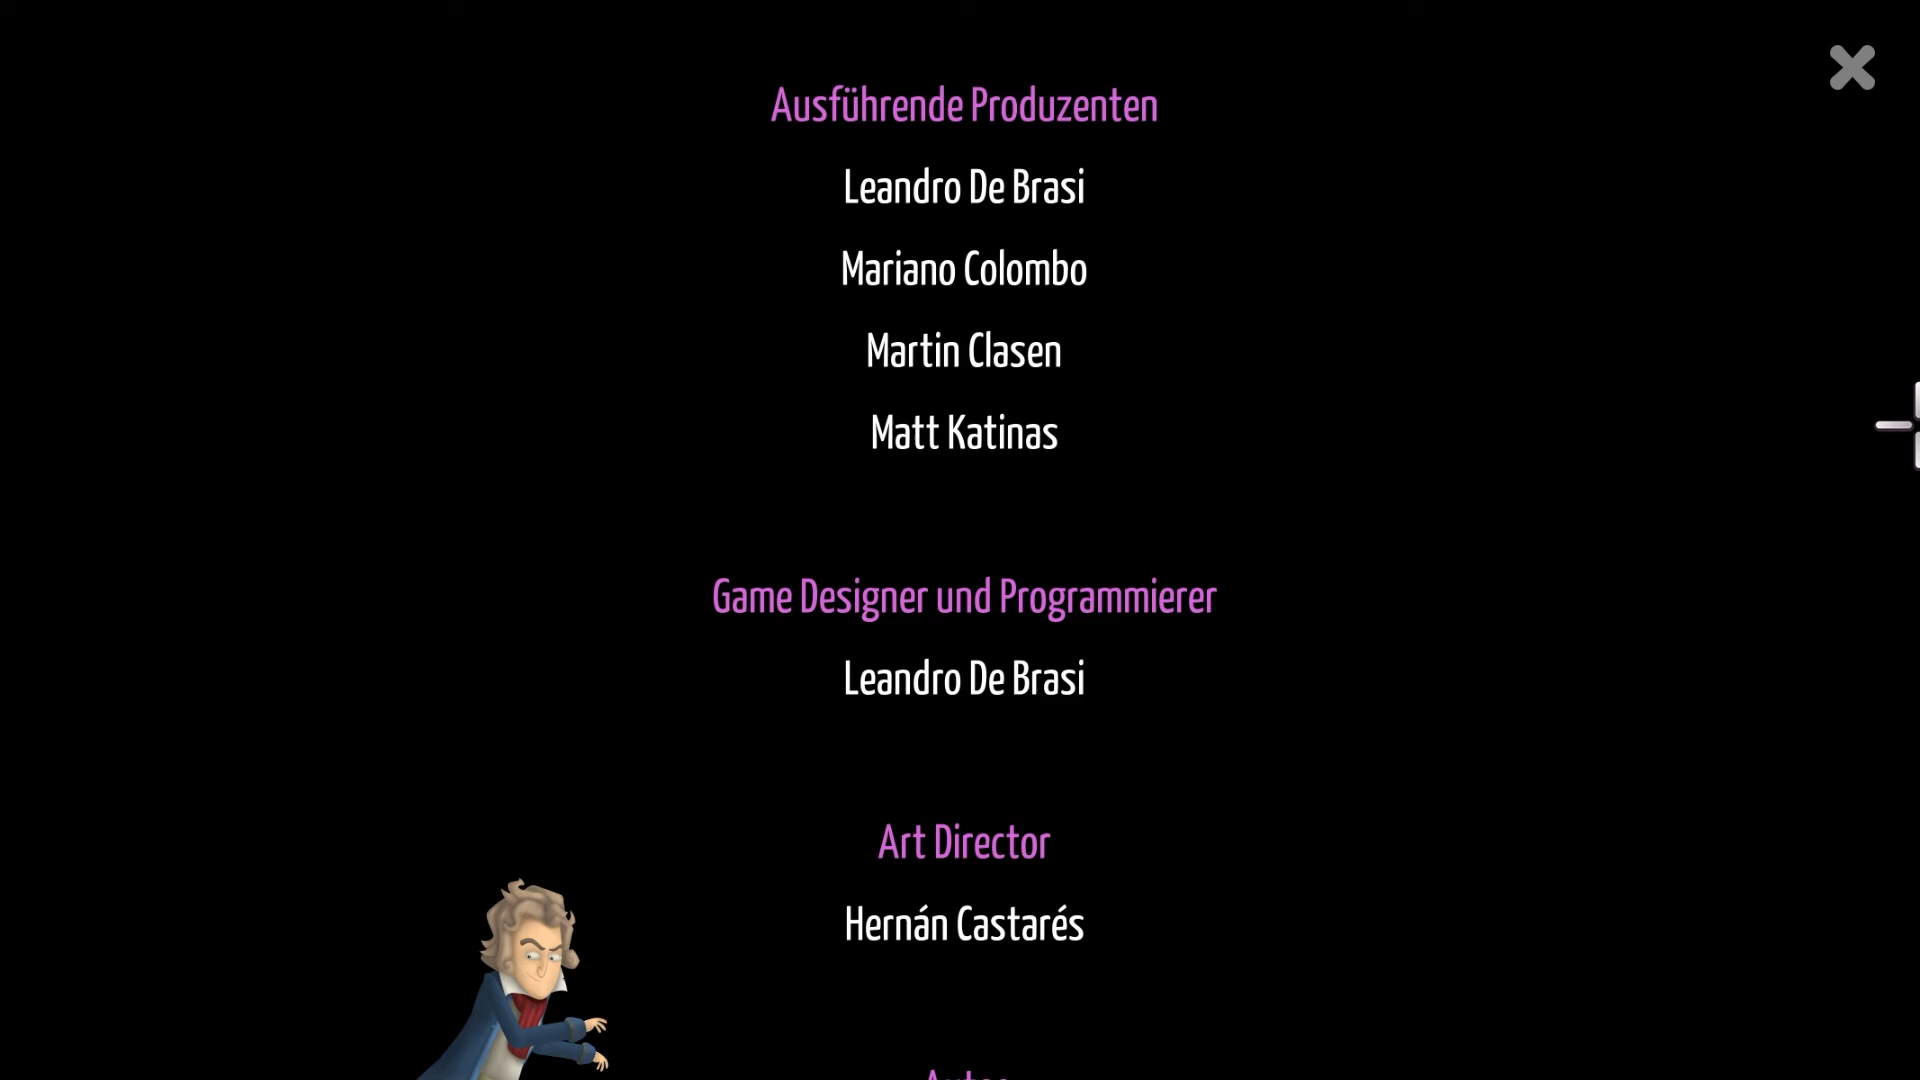 Ausführende Produzenten
Leandro De Brasi
Mariano Colombo
Martin Clasen
Matt Katinas
Game Designer und Programmierer
Leandro De Brasi
Art Director
Hernán Castarés